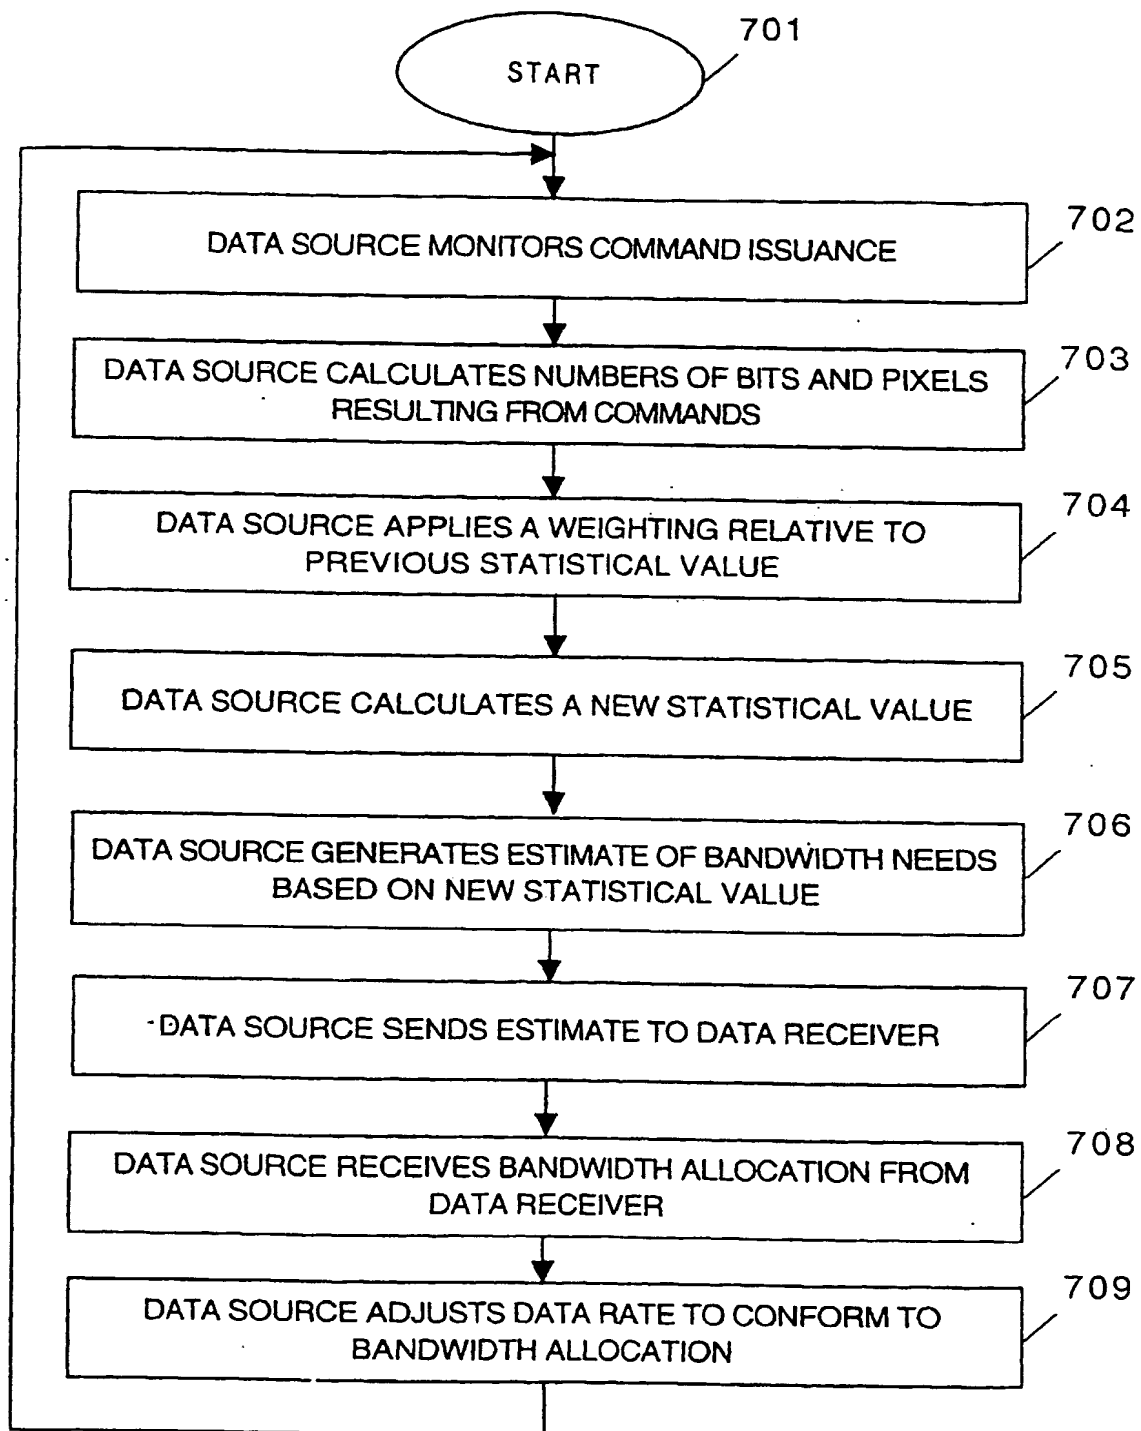 701
START
702
DATA SOURCE MONITORS COMMAND ISSUANCE
703
DATA SOURCE CALCULATES NUMBERS OF BITS AND PIXELS
RESULTING FROM COMMANDS
704
DATA SOURCE APPLIES A WEIGHTING RELATIVE TO
PREVIOUS STATISTICAL VALUE
705
DATA SOURCE CALCULATES A NEW STATISTICAL VALUE
706
DATA SOURCE GENERATES ESTIMATE OF BANDWIDTH NEEDS
BASED ON NEW STATISTICAL VALUE
707
DATA SOURCE SENDS ESTIMATE TO DATA RECEIVER
708
DATA SOURCE RECEIVES BANDWIDTH ALLOCATION FROM
DATA RECEIVER
709
DATA SOURCE ADJUSTS DATA RATE TO CONFORM TO
BANDWIDTH ALLOCATION